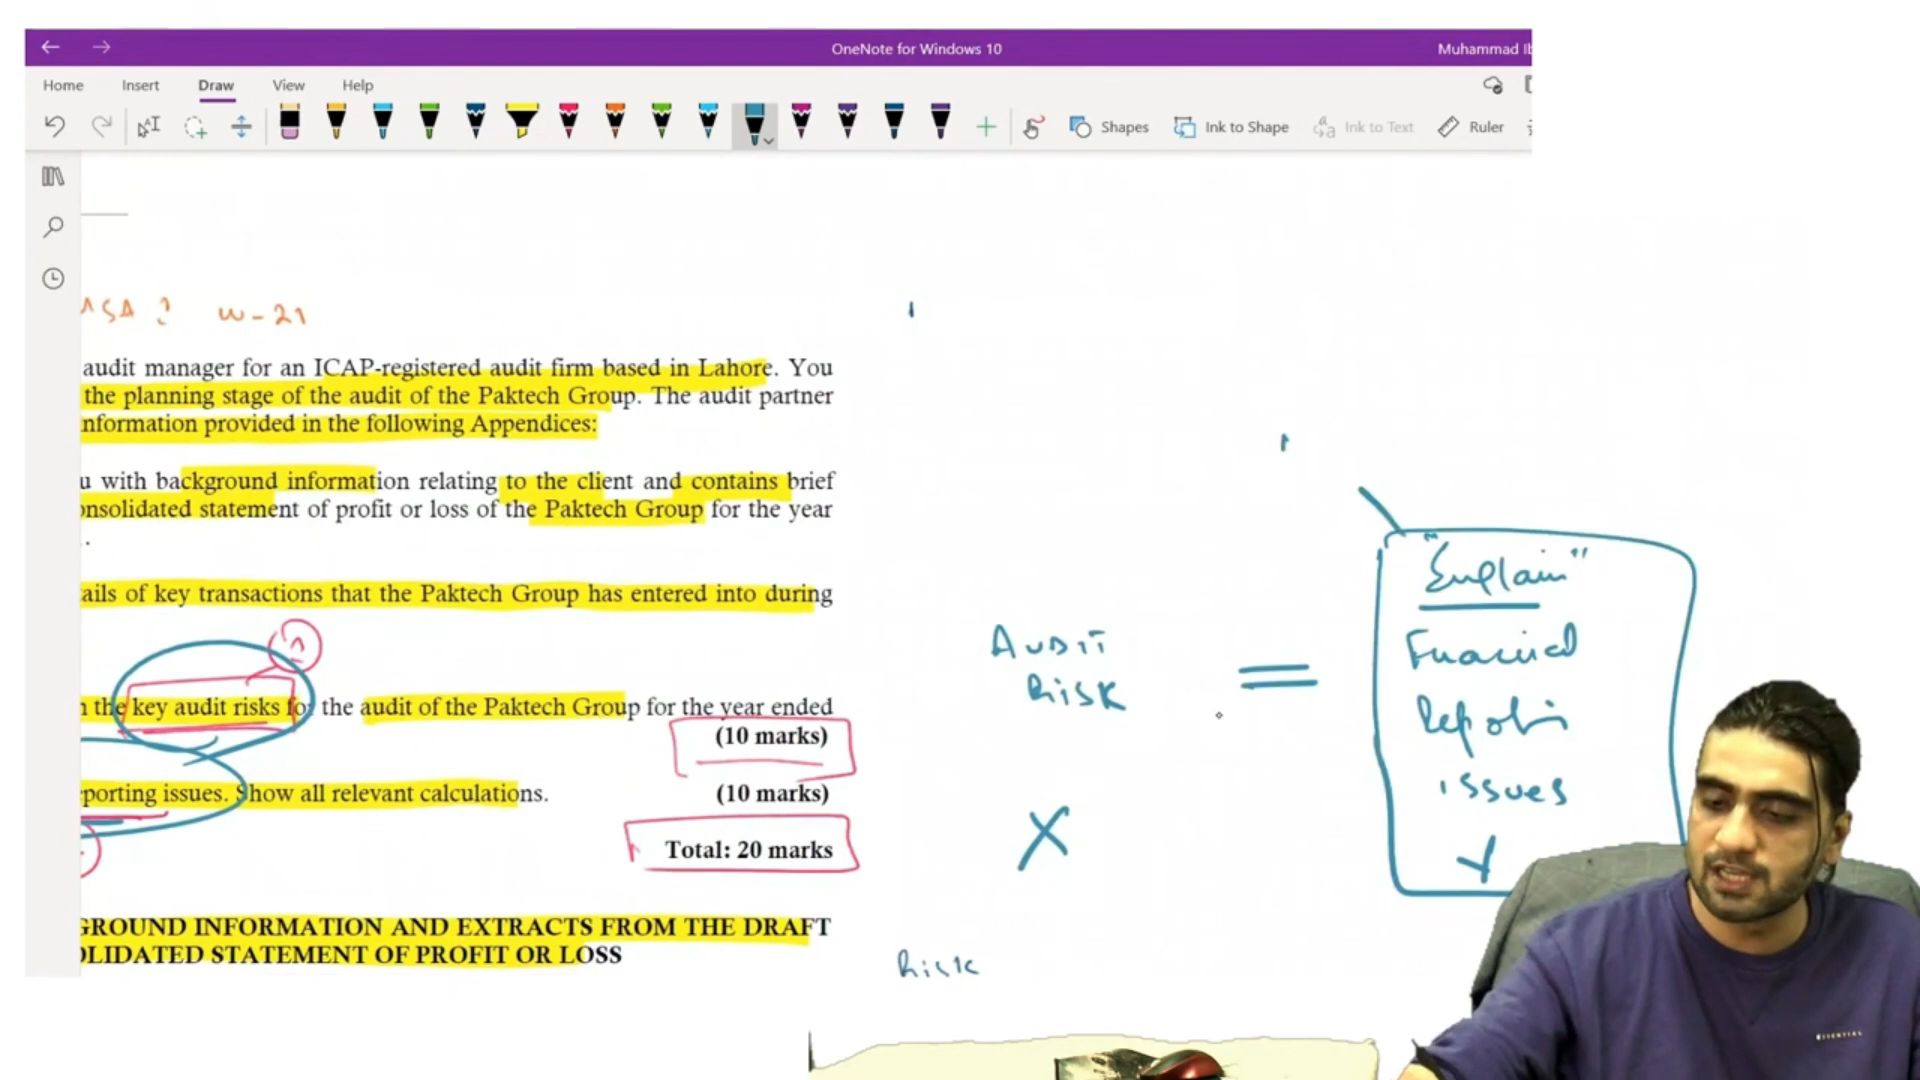 OneNote for Windows 10
Muhammad Ib
Home Insert Draw View Help
Shapes Ink to Shape Ink to Text Ruler
MSA : W-21
audit manager for an ICAP-registered audit firm based in Lahore. You
the planning stage of the audit of the Paktech Group. The audit partner
nformation provided in the following Appendices:
u with background information relating to the client and contains brief
onsolidated statement of profit or loss of the Paktech Group for the year
.
ails of key transactions that the Paktech Group has entered into during
n the key audit risks for the audit of the Paktech Group for the year ended
(10 marks)
porting issues. Show all relevant calculations.
(10 marks)
Total: 20 marks
GROUND INFORMATION AND EXTRACTS FROM THE DRAFT
OLIDATED STATEMENT OF PROFIT OR LOSS
AUDIT
RISK
=
"Explain"
Financial
Reporting
issues
X
Risk
ESSENTIAL